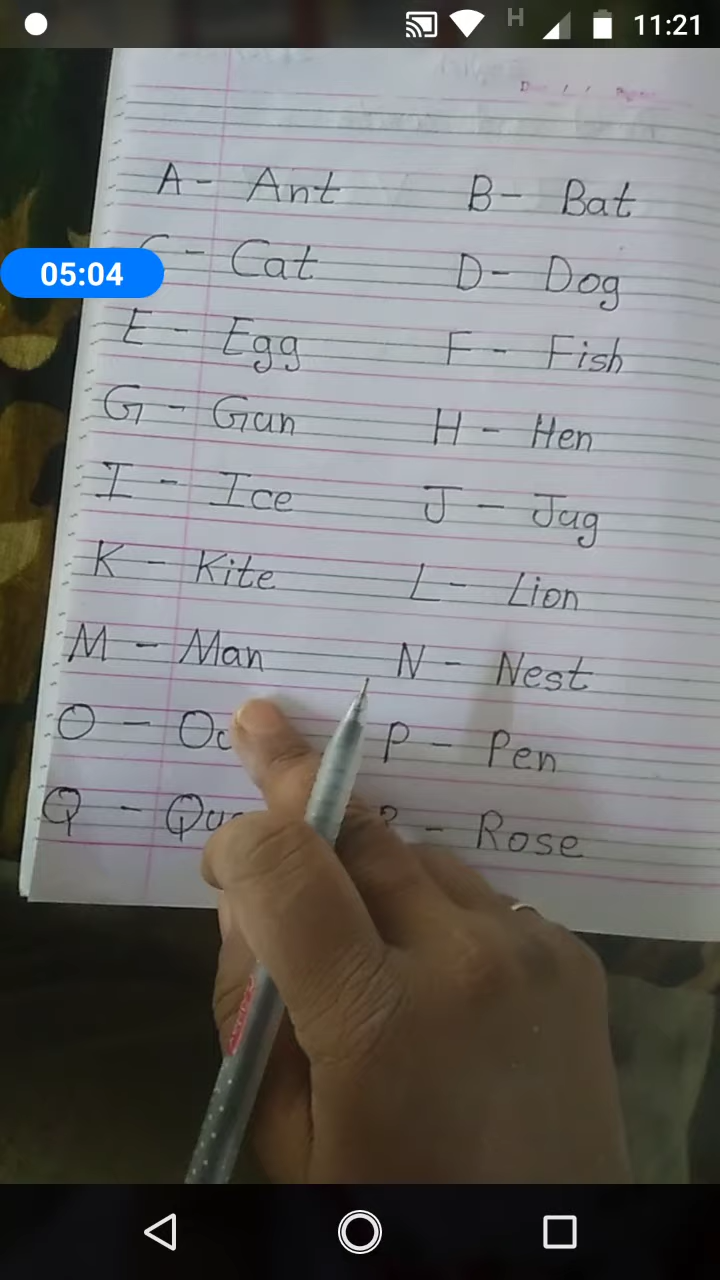 11:21
A - Ant B - Bat
05:04
C - Cat D - Dog
E - Egg F - Fish
G - Gun H - Hen
I - Ice J - Jug
K - Kite L - Lion
M - Man N - Nest
O - P - Pen
Q - R - Rose